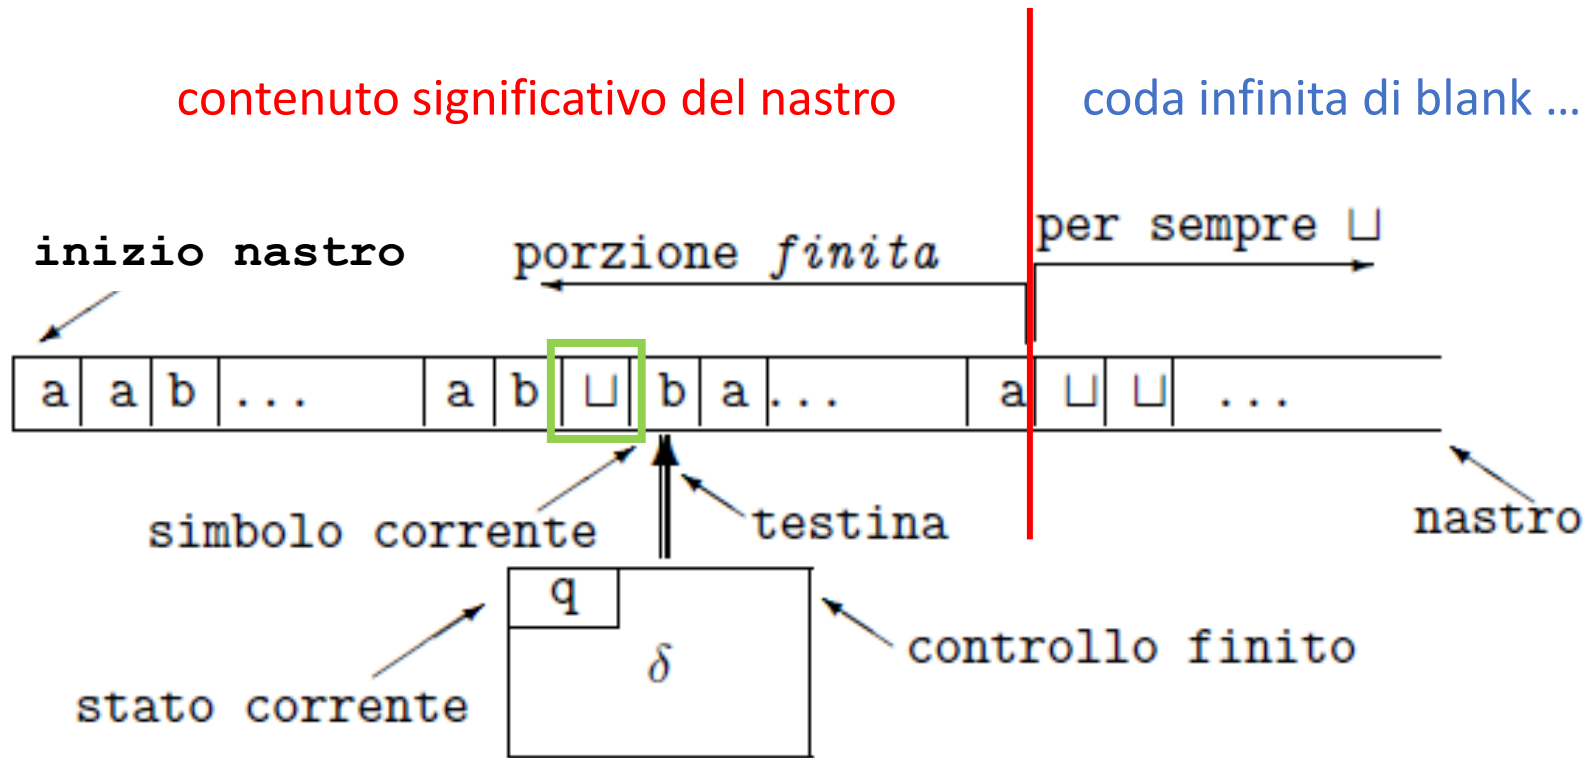 contenuto significativo del nastro
coda infinita di blank ...
inizio nastro
porzione finita
per sempre ⊔
a a b ... a b ⊔ b a ... a ⊔ ⊔ ...
simbolo corrente
testina
nastro
q
δ
controllo finito
stato corrente